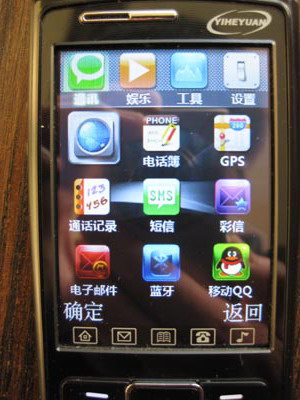 YIHEYUAN
通讯 娱乐 工具 设置
PHONE
电话簿 GPS
123
456
SMS
通话记录 短信 彩信
电子邮件 蓝牙 移动QQ
确定 返回